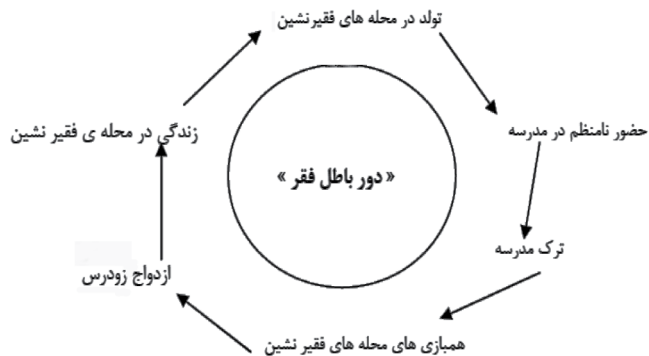 تولد در محله های فقیرنشین
حضور نامنظم در مدرسه
ترک مدرسه
همبازی های محله های فقیر نشین
ازدواج زودرس
زندگی در محله ی فقیر نشین
« دور باطل فقر »